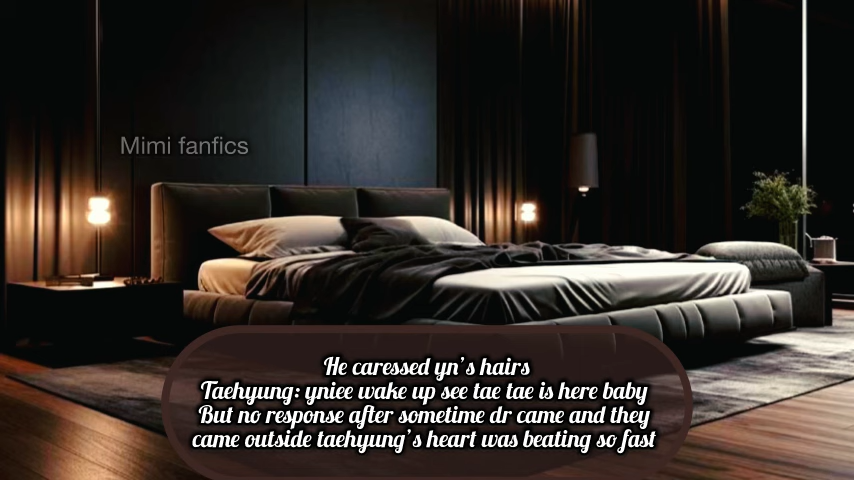 Mimi fanfics
He caressed yn's hairs
Taehyung: yniee wake up see tae tae is here baby
But no response after sometime dr came and they
came outside taehyung's heart was beating so fast